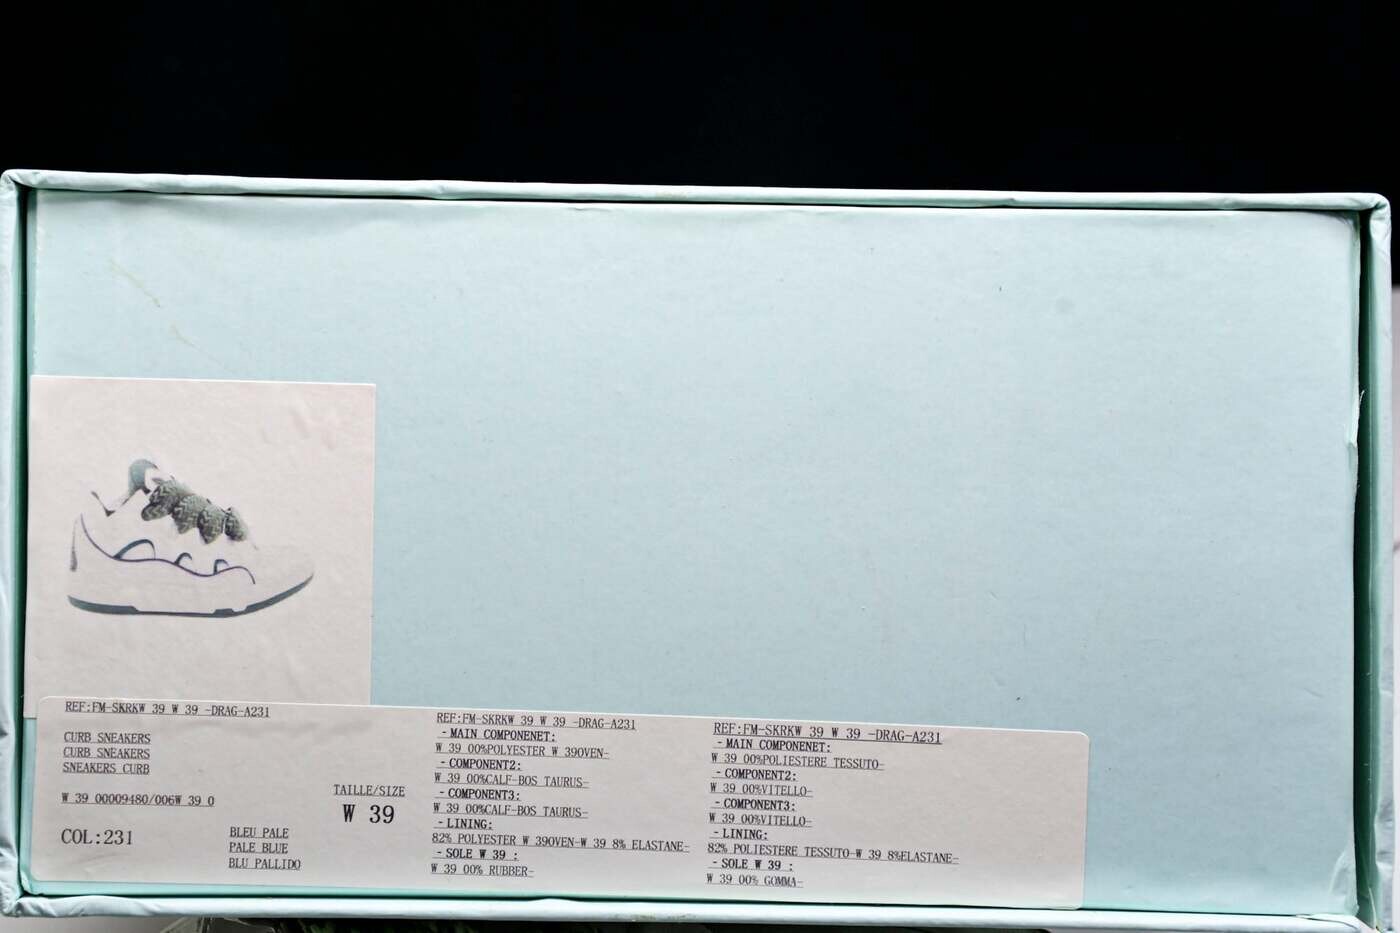 REF:FM-SKRKW 39 W 39 -DRAG-A231
CURB SNEAKERS
CURB SNEAKERS
SNEAKERS CURB
W 39 00009480/006W 39 0
COL:231
BLEU PALE
PALE BLUE
BLU PALLIDO
TAILLE/SIZE
W 39
REF:FM-SKRKW 39 W 39 -DRAG-A231
-MAIN COMPONENET:
W 39 00%POLYESTER W 39OVEN-
-COMPONENT2:
W 39 00%CALF-BOS TAURUS-
-COMPONENT3:
W 39 00%CALF-BOS TAURUS-
-LINING:
82% POLYESTER W 39OVEN-W 39 8% ELASTANE-
-SOLE W 39 :
W 39 00% RUBBER-
REF:FM-SKRKW 39 W 39 -DRAG-A231
-MAIN COMPONENET:
W 39 00%POLIESTERE TESSUTO-
-COMPONENT2:
W 39 00%VITELLO-
-COMPONENT3:
W 39 00%VITELLO-
-LINING:
82% POLIESTERE TESSUTO-W 39 8%ELASTANE-
-SOLE W 39 :
W 39 00% GOMMA-